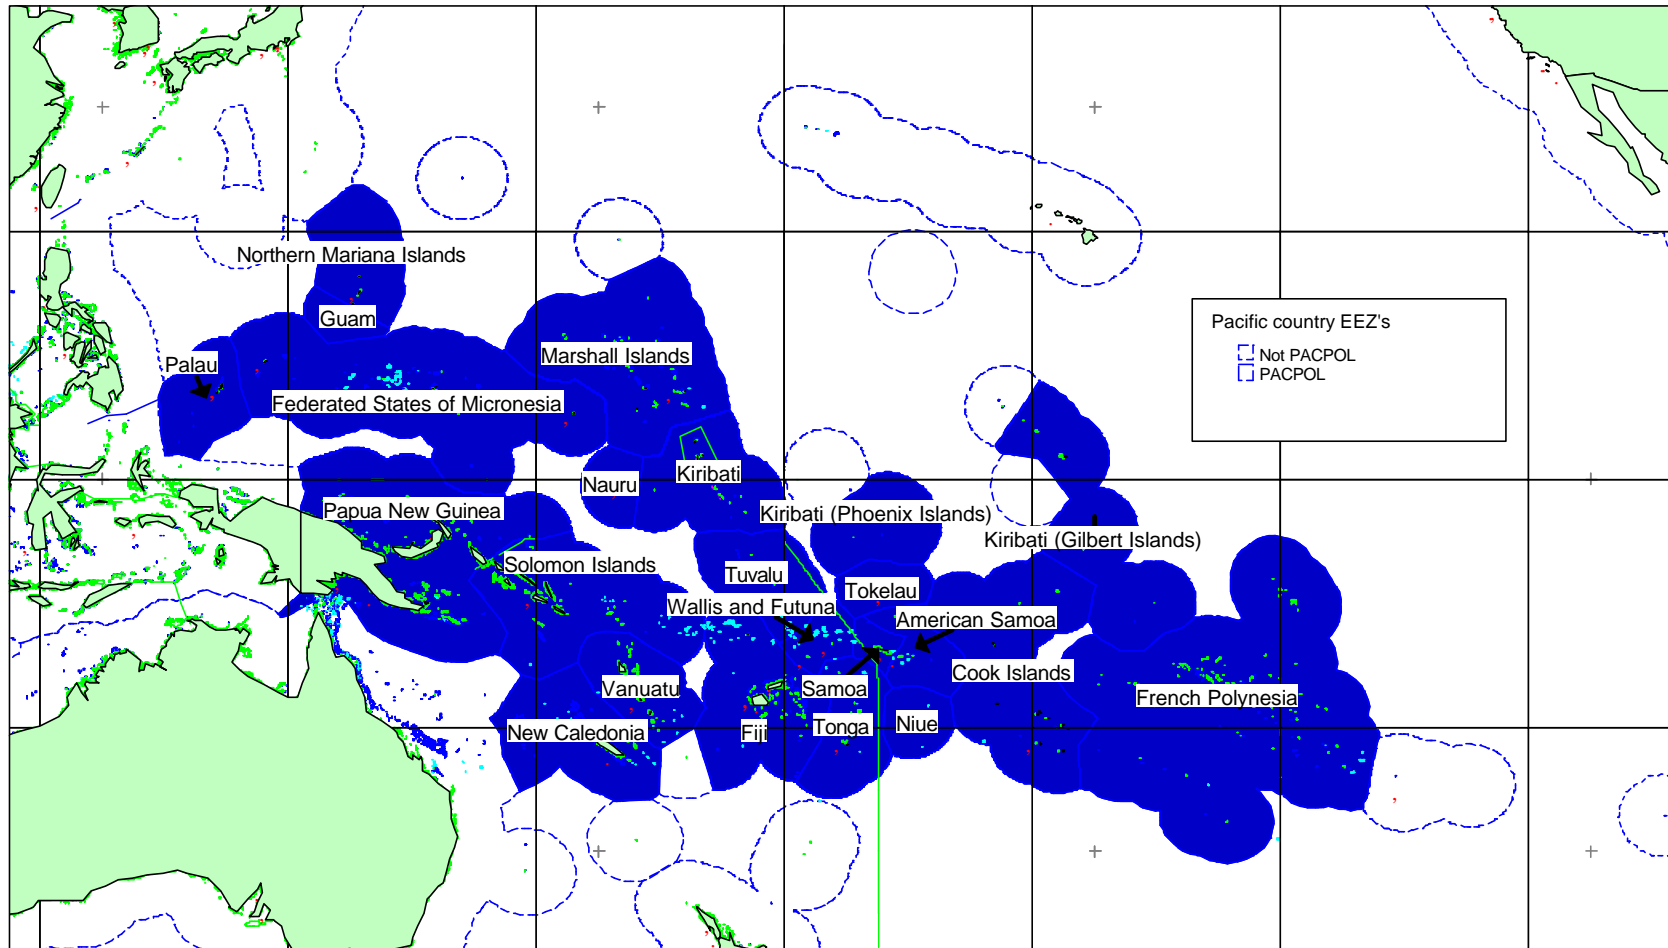 Northern Mariana Islands
Guam
Pacific country EEZ's
Not PACPOL
PACPOL
Palau
Marshall Islands
Federated States of Micronesia
Kiribati
Nauru
Papua New Guinea
Kiribati (Phoenix Islands)
Kiribati (Gilbert Islands)
Solomon Islands
Tuvalu
Tokelau
Wallis and Futuna
American Samoa
Cook Islands
Vanuatu
Samoa
French Polynesia
New Caledonia
Fiji
Tonga
Niue